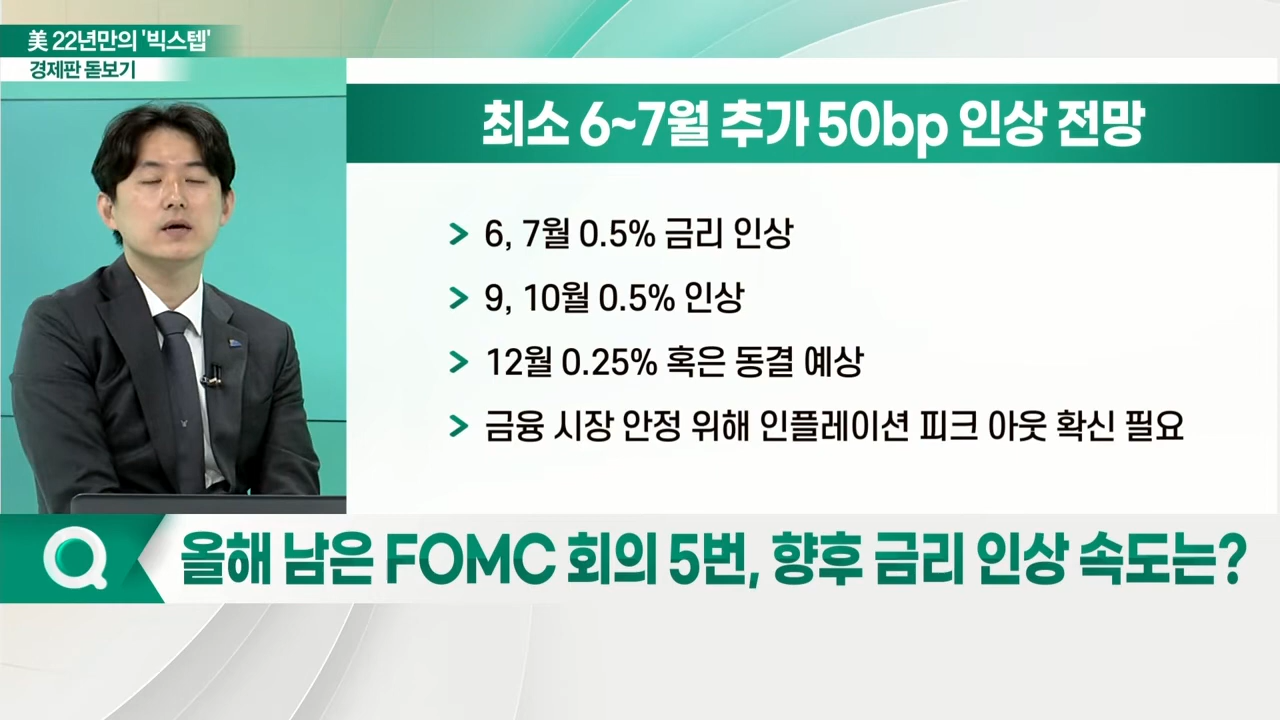 美 22년만의 '빅스텝'
경제판 돋보기
최소 6~7월 추가 50bp 인상 전망
> 6, 7월 0.5% 금리 인상
> 9, 10월 0.5% 인상
> 12월 0.25% 혹은 동결 예상
> 금융 시장 안정 위해 인플레이션 피크 아웃 확신 필요
올해 남은 FOMC 회의 5번, 향후 금리 인상 속도는?